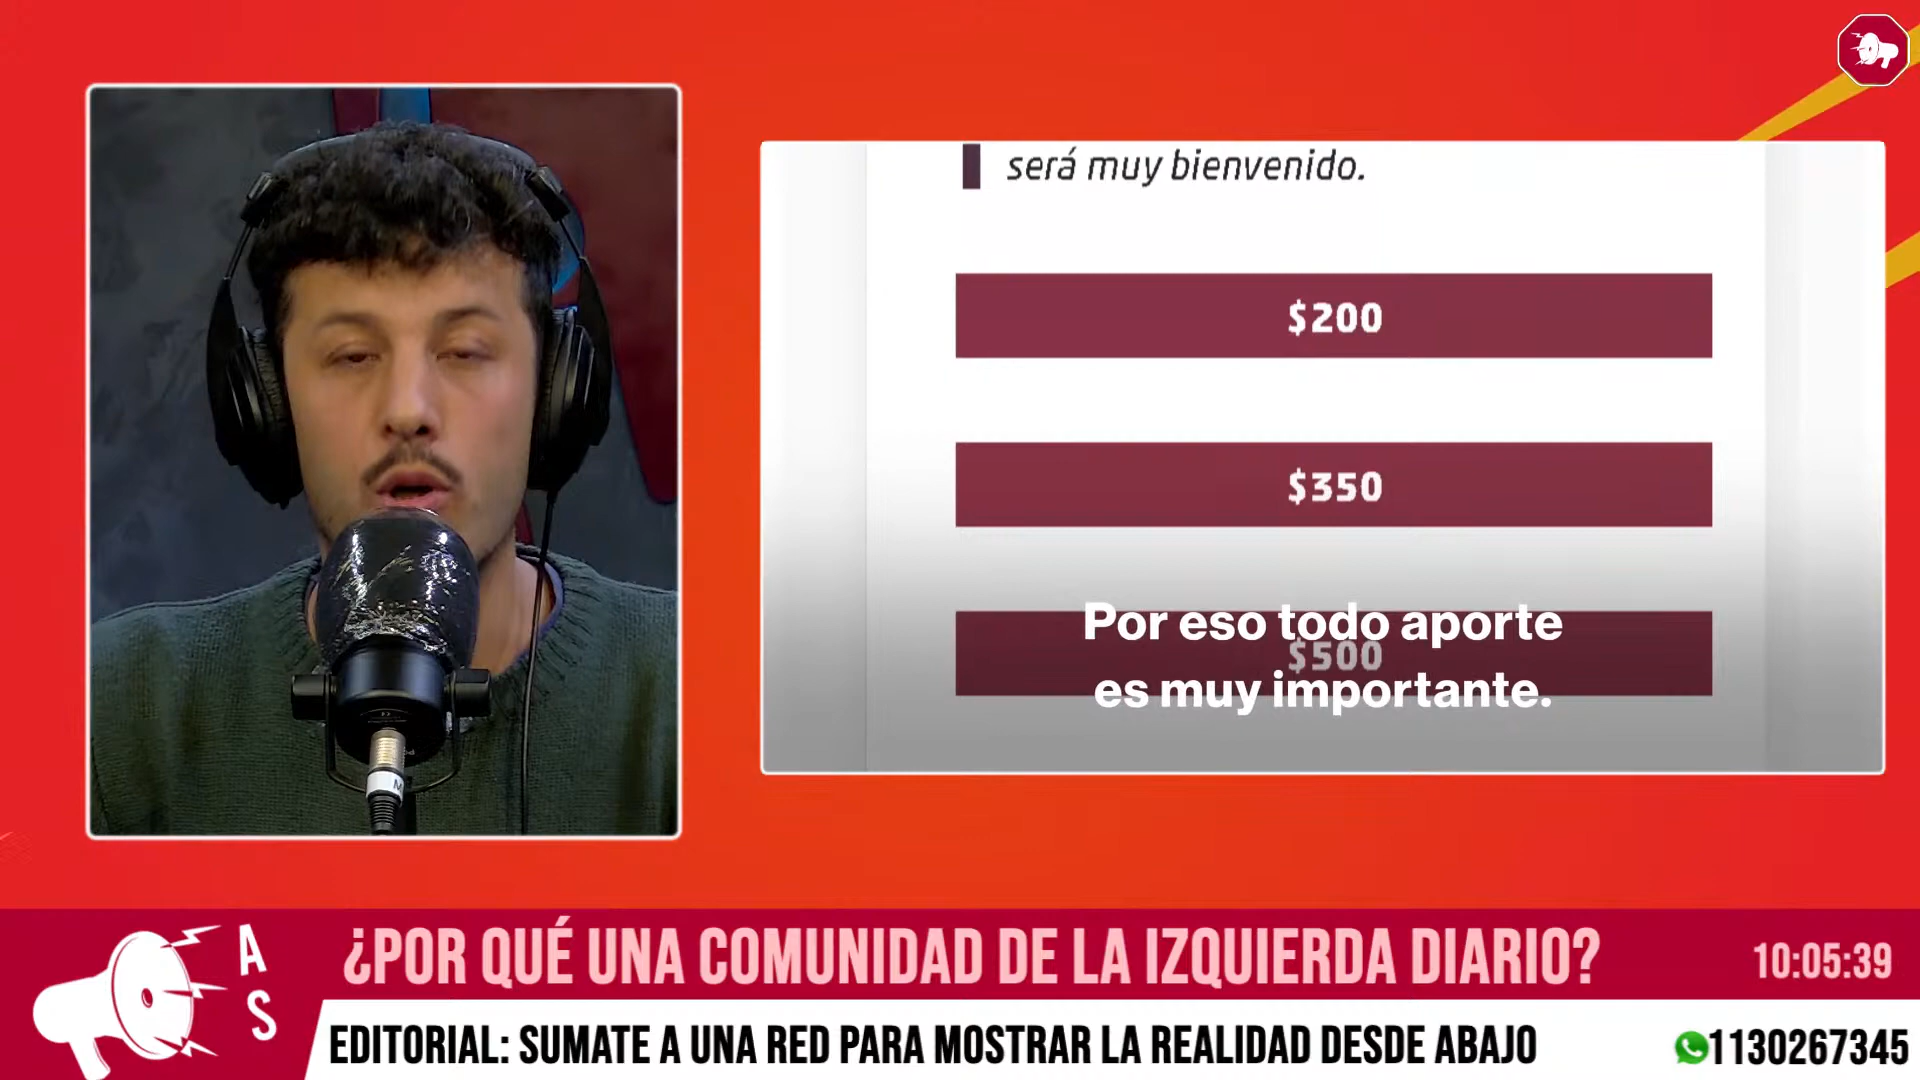 será muy bienvenido.
$200
$350
$500
Por eso todo aporte
es muy importante.
M
A
S
¿POR QUÉ UNA COMUNIDAD DE LA IZQUIERDA DIARIO?
10:05:39
EDITORIAL: SUMATE A UNA RED PARA MOSTRAR LA REALIDAD DESDE ABAJO
1130267345